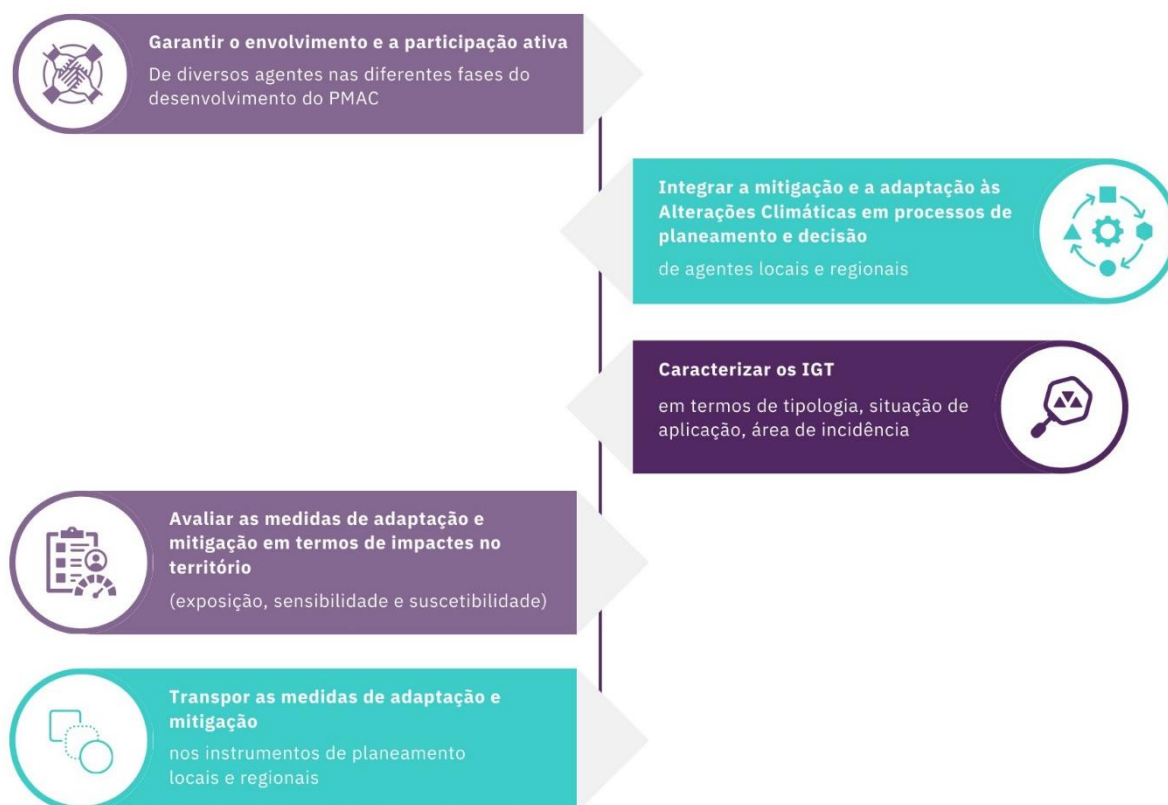 Garantir o envolvimento e a participação ativa
De diversos agentes nas diferentes fases do
desenvolvimento do PMAC
Integrar a mitigação e a adaptação às
Alterações Climáticas em processos de
planeamento e decisão
de agentes locais e regionais
Caracterizar os IGT
em termos de tipologia, situação de
aplicação, área de incidência
Avaliar as medidas de adaptação e
mitigação em termos de impactes no
território
(exposição, sensibilidade e suscetibilidade)
Transpor as medidas de adaptação e
mitigação
nos instrumentos de planeamento
locais e regionais